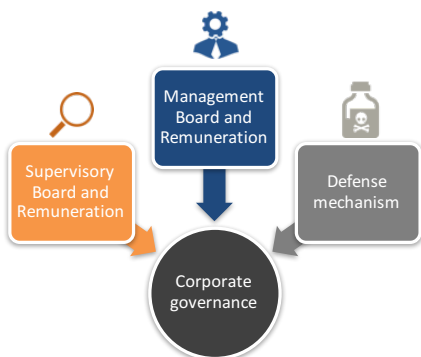 Management
Board and
Remuneration
Supervisory
Board and
Remuneration
Defense
mechanism
Corporate
governance